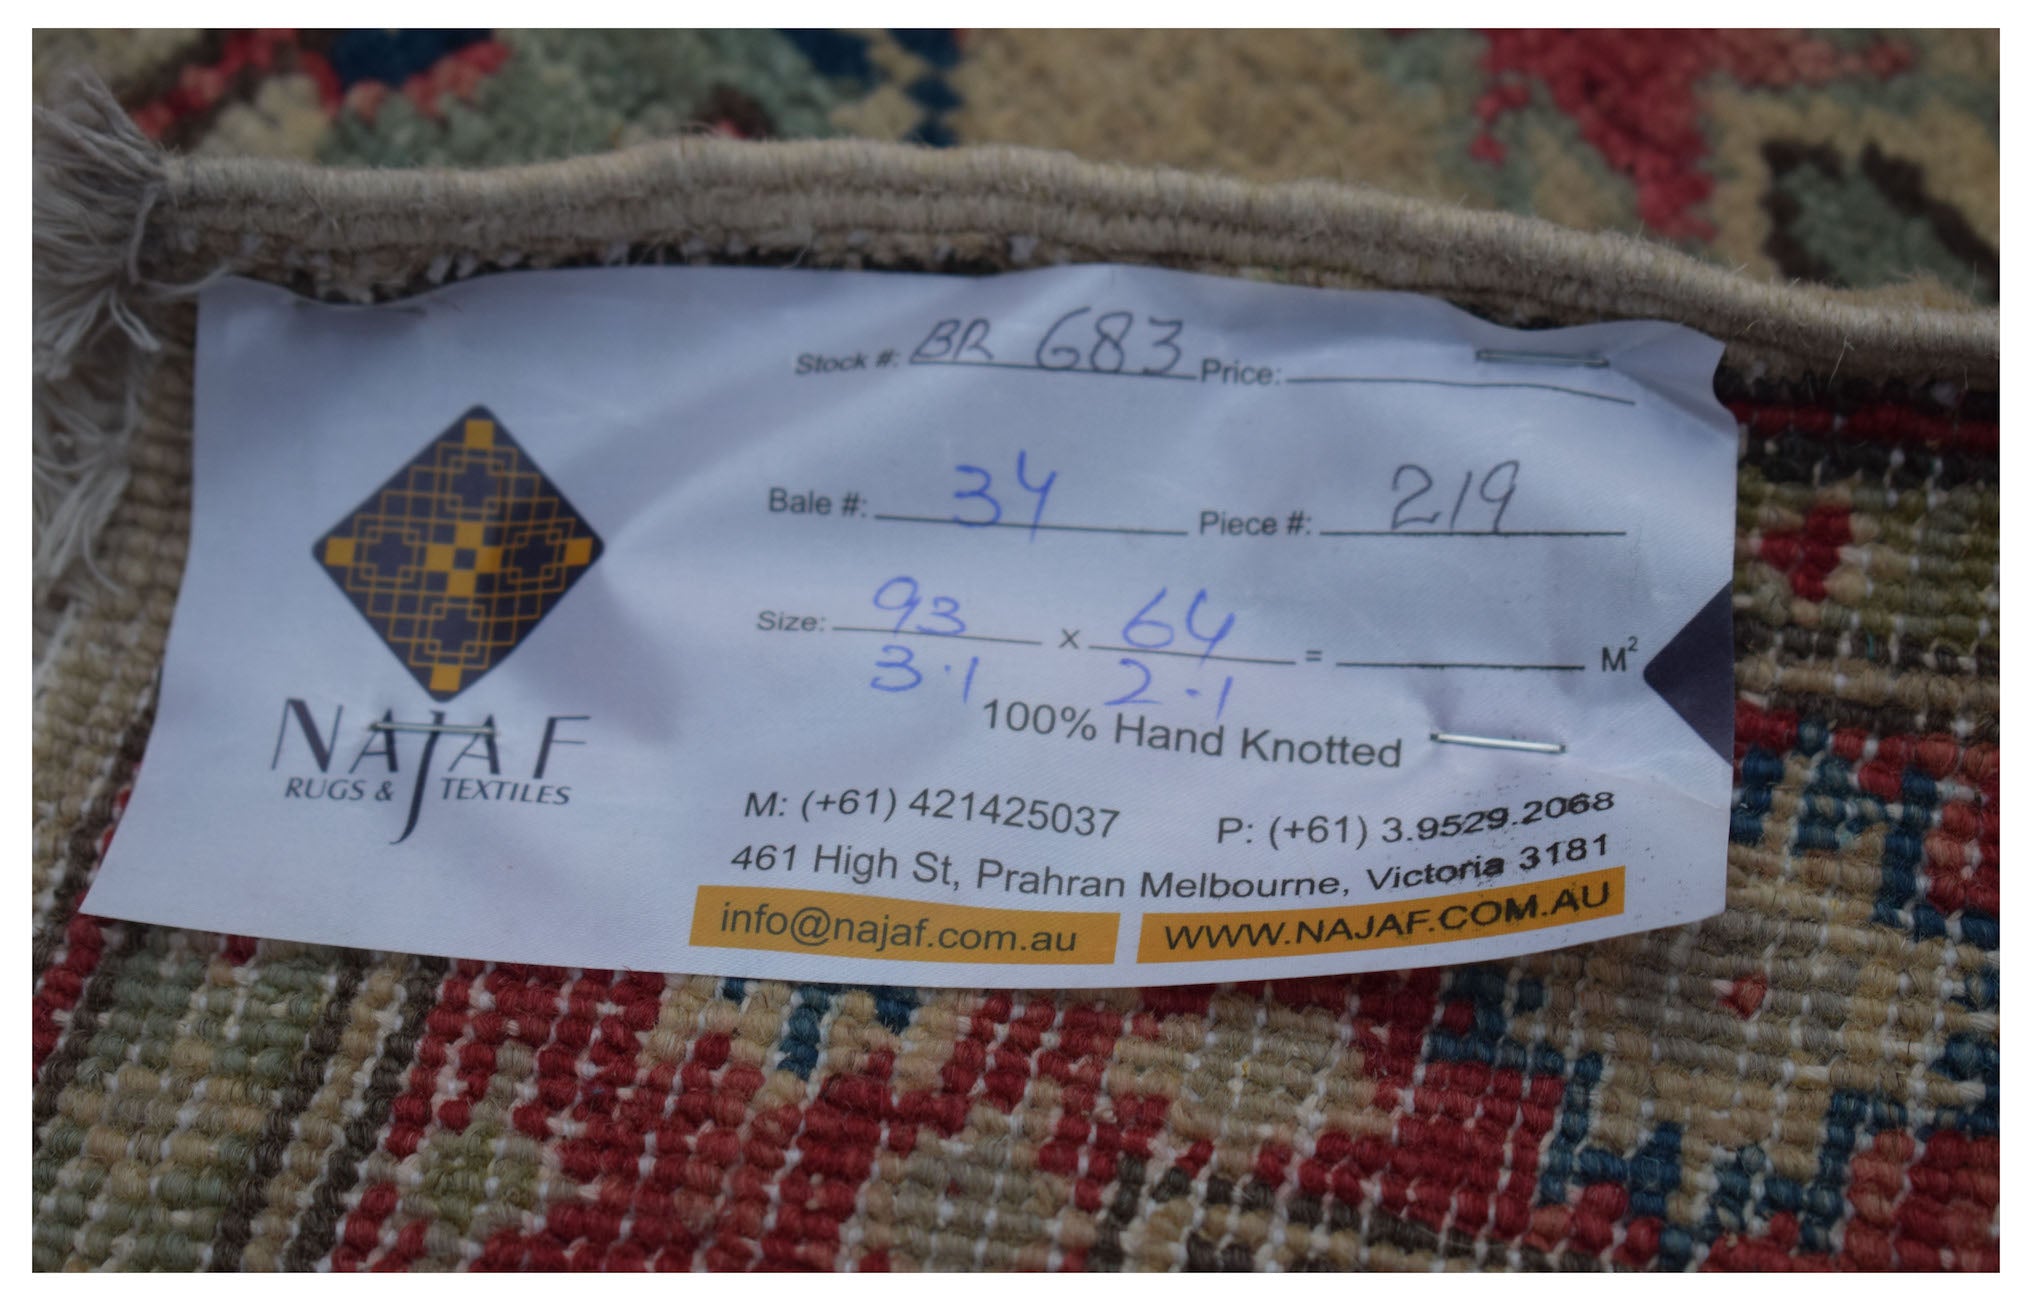 Stock #: BR 683 Price:
Bale #: 34 Piece #: 219
Size: 93 x 64 = M²
3.1 2.1
100% Hand Knotted
NAJAF
RUGS & TEXTILES
M: (+61) 421425037 P: (+61) 3.9529.2068
461 High St, Prahran Melbourne, Victoria 3181
info@najaf.com.au WWW.NAJAF.COM.AU